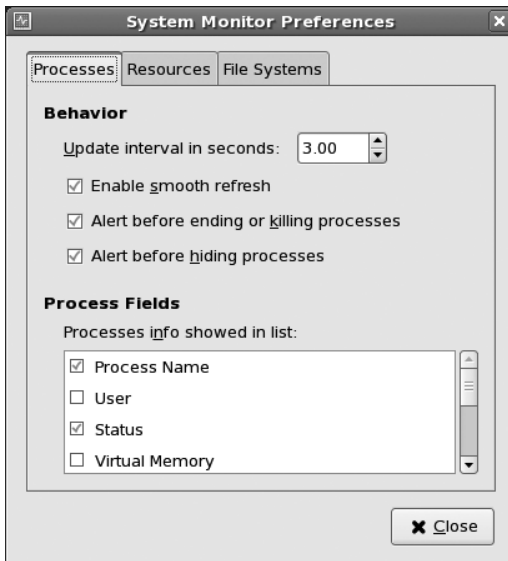 System Monitor Preferences
Processes Resources File Systems
Behavior
Update interval in seconds: 3.00
Enable smooth refresh
Alert before ending or killing processes
Alert before hiding processes
Process Fields
Processes info showed in list:
Process Name
User
Status
Virtual Memory
Close